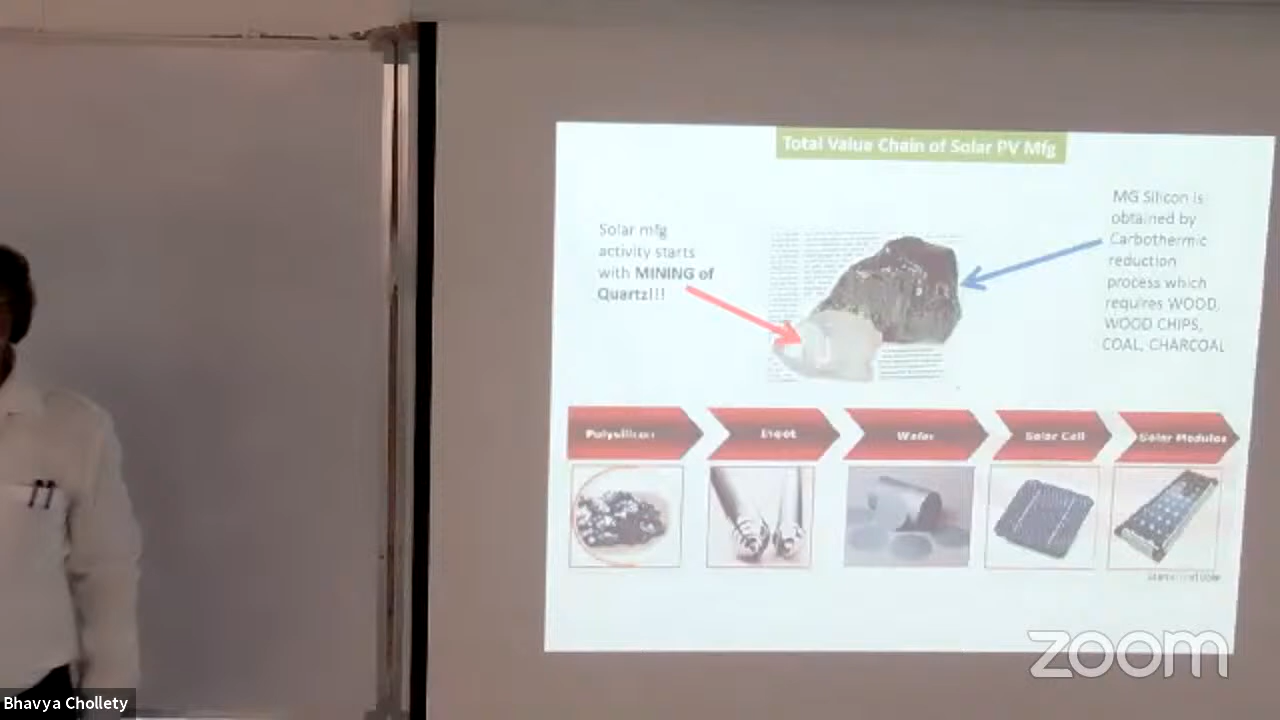 Total Value Chain of Solar PV Mfg
Solar mfg
activity starts
with MINING of
Quartz!!!
MG Silicon is
obtained by
Carbothermic
reduction
process which
requires WOOD,
WOOD CHIPS,
COAL, CHARCOAL
Polysilicon
Ingot
Wafer
Solar Cell
Solar Modules
zoom
Bhavya Chollety